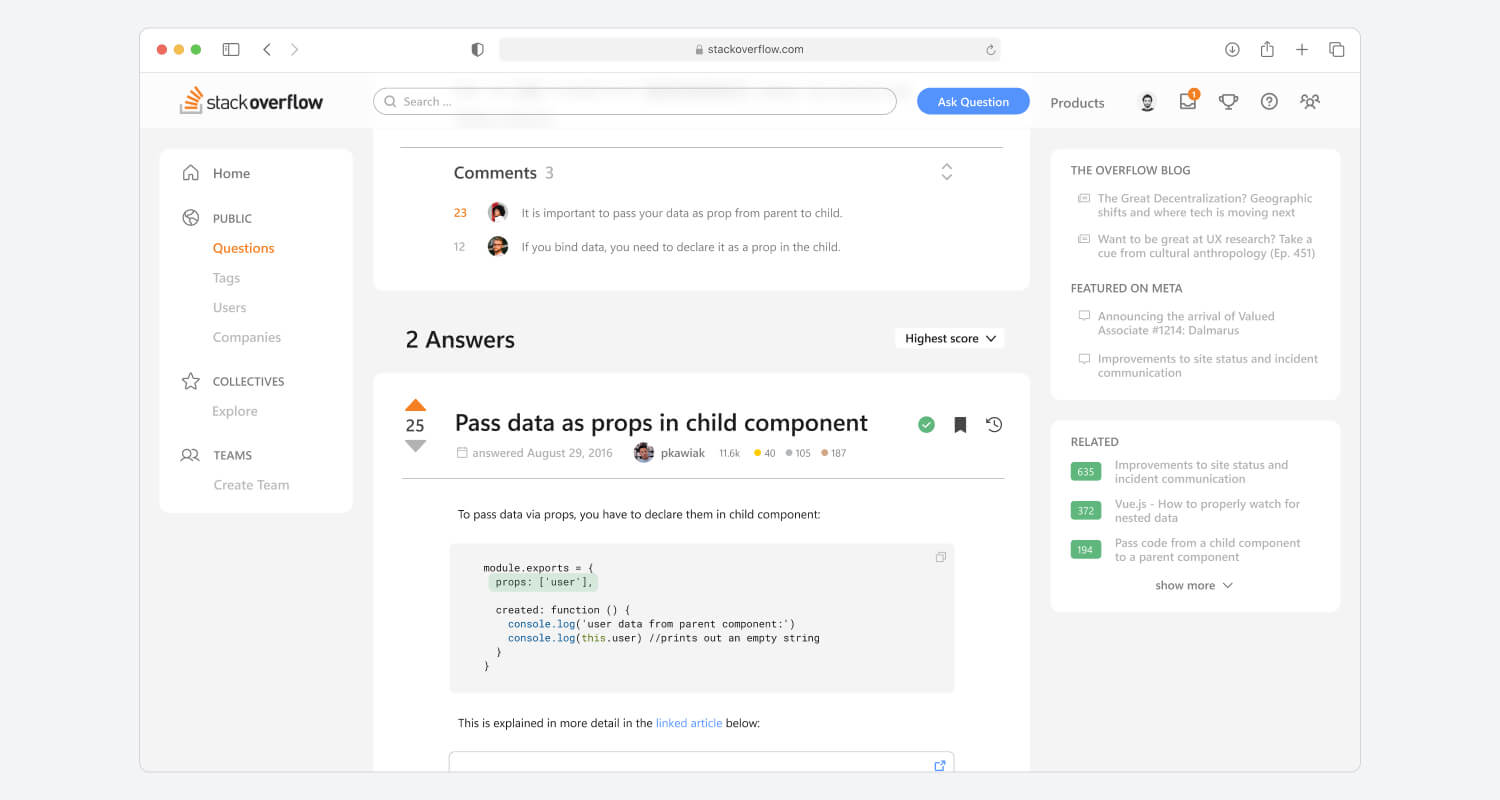 stackoverflow.com
stack overflow
Search ...
Ask Question
Products
1
Home
PUBLIC
Questions
Tags
Users
Companies
COLLECTIVES
Explore
TEAMS
Create Team
Comments 3
23 It is important to pass your data as prop from parent to child.
12 If you bind data, you need to declare it as a prop in the child.
2 Answers
Highest score
25
Pass data as props in child component
answered August 29, 2016 pkawiak 11.6k 40 105 187
To pass data via props, you have to declare them in child component:
module.exports = {
props: ['user'],
created: function () {
console.log('user data from parent component:')
console.log(this.user) //prints out an empty string
}
}
This is explained in more detail in the linked article below:
THE OVERFLOW BLOG
The Great Decentralization? Geographic
shifts and where tech is moving next
Want to be great at UX research? Take a
cue from cultural anthropology (Ep. 451)
FEATURED ON META
Announcing the arrival of Valued
Associate #1214: Dalmarus
Improvements to site status and incident
communication
RELATED
635 Improvements to site status and
incident communication
372 Vue.js - How to properly watch for
nested data
194 Pass code from a child component
to a parent component
show more